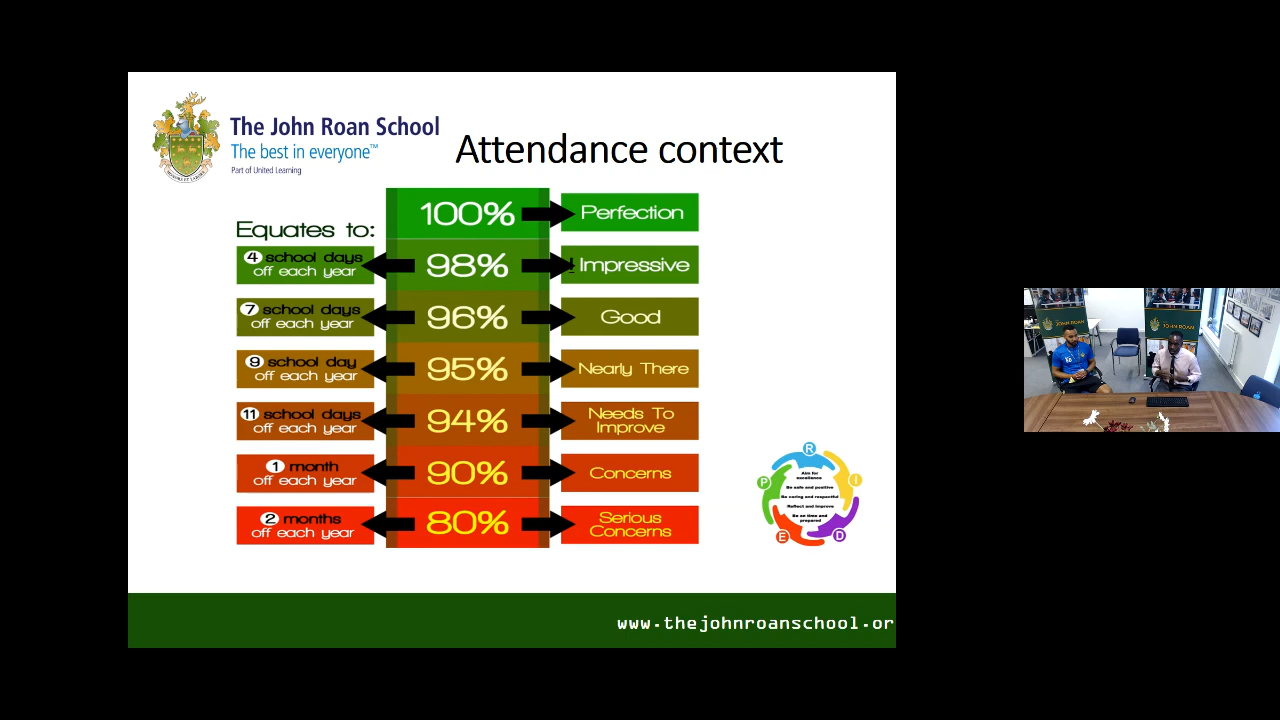 The John Roan School
The best in everyone™
Part of United Learning
Attendance context
Equates to:
100%
Perfection
4 school days
off each year
98%
Impressive
7 school days
off each year
96%
Good
9 school day
off each year
95%
Nearly There
11 school days
off each year
94%
Needs To
Improve
1 month
off each year
90%
Concerns
2 months
off each year
80%
Serious
Concerns
R
P
I
E
D
Aim for
excellence
Be safe and positive
Be caring and respectful
Reflect and improve
Be on time and
prepared
www.thejohnroanschool.or
JOHN ROAN
JOHN ROAN